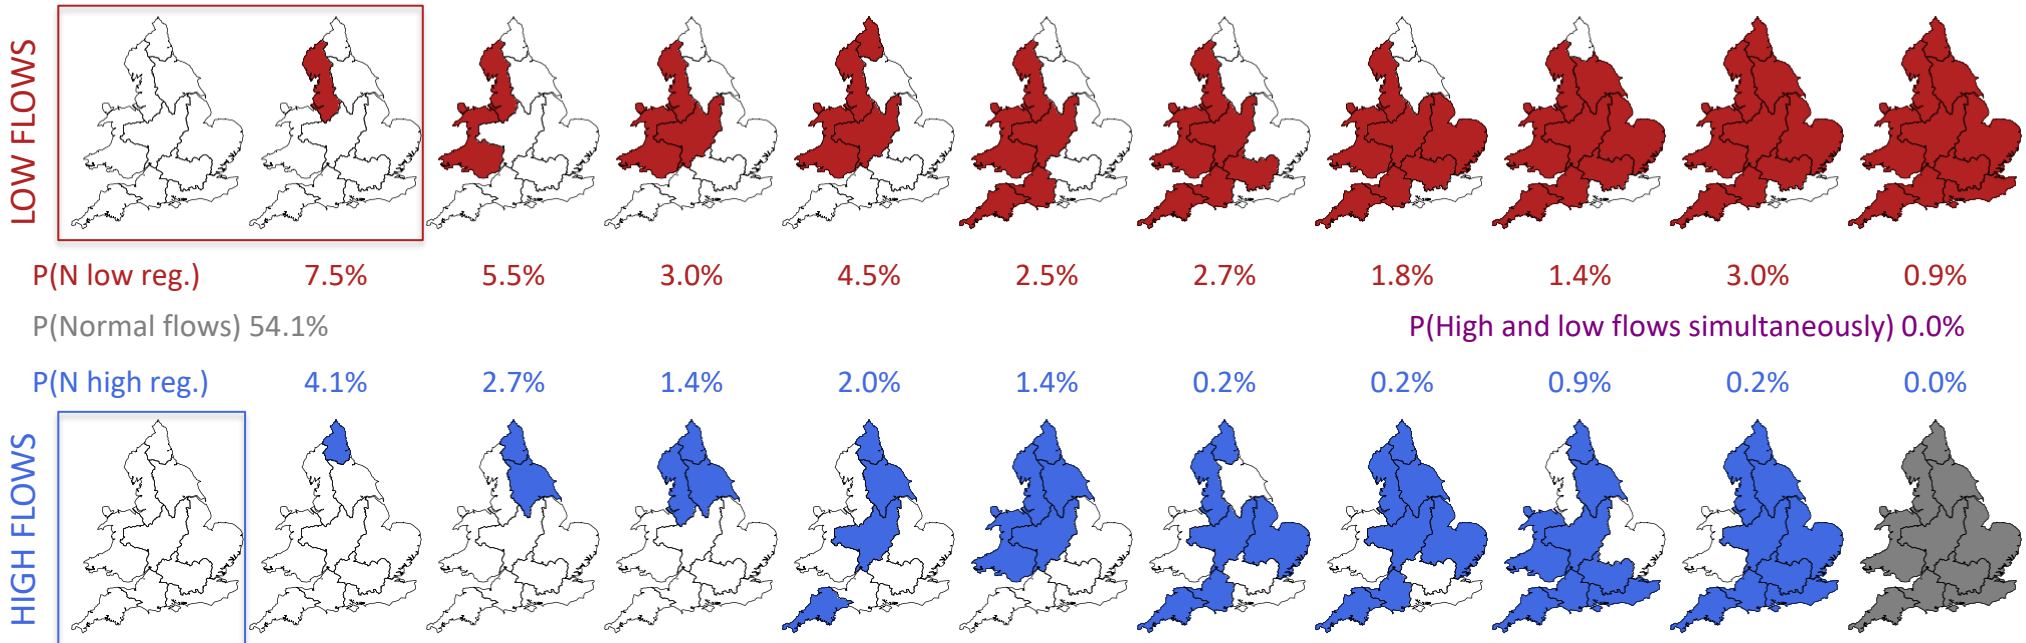 LOW FLOWS
P(N low reg.) 7.5% 5.5% 3.0% 4.5% 2.5% 2.7% 1.8% 1.4% 3.0% 0.9%
P(Normal flows) 54.1% P(High and low flows simultaneously) 0.0%
P(N high reg.) 4.1% 2.7% 1.4% 2.0% 1.4% 0.2% 0.2% 0.9% 0.2% 0.0%
HIGH FLOWS